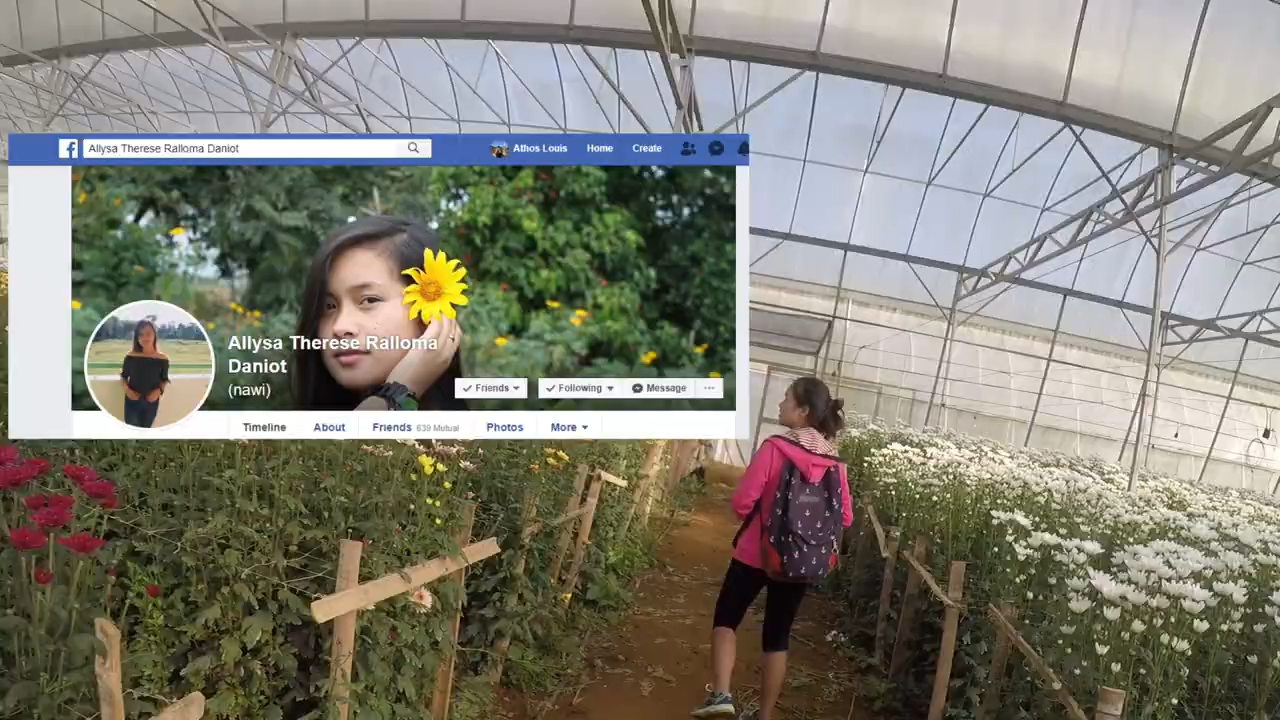 Allysa Therese Ralloma Daniot
Athos Louis Home Create
Allysa Therese Ralloma
Daniot
(nawi)
Friends Following Message ...
Timeline About Friends 639 Mutual Photos More